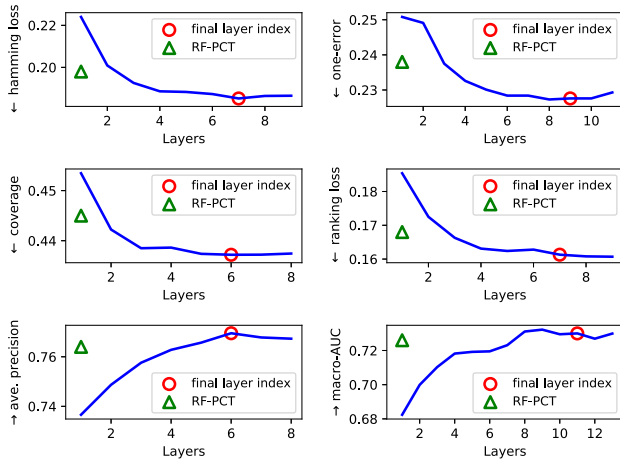 ← hamming loss
0.22
0.20
2 4 6 8
Layers
final layer index
RF-PCT
← one-error
0.25
0.24
0.23
2 4 6 8 10
Layers
final layer index
RF-PCT
← coverage
0.45
0.44
2 4 6 8
Layers
final layer index
RF-PCT
← ranking loss
0.18
0.17
0.16
2 4 6 8
Layers
final layer index
RF-PCT
→ ave. precision
0.76
0.74
2 4 6 8
Layers
final layer index
RF-PCT
→ macro-AUC
0.72
0.70
0.68
2 4 6 8 10 12
Layers
final layer index
RF-PCT